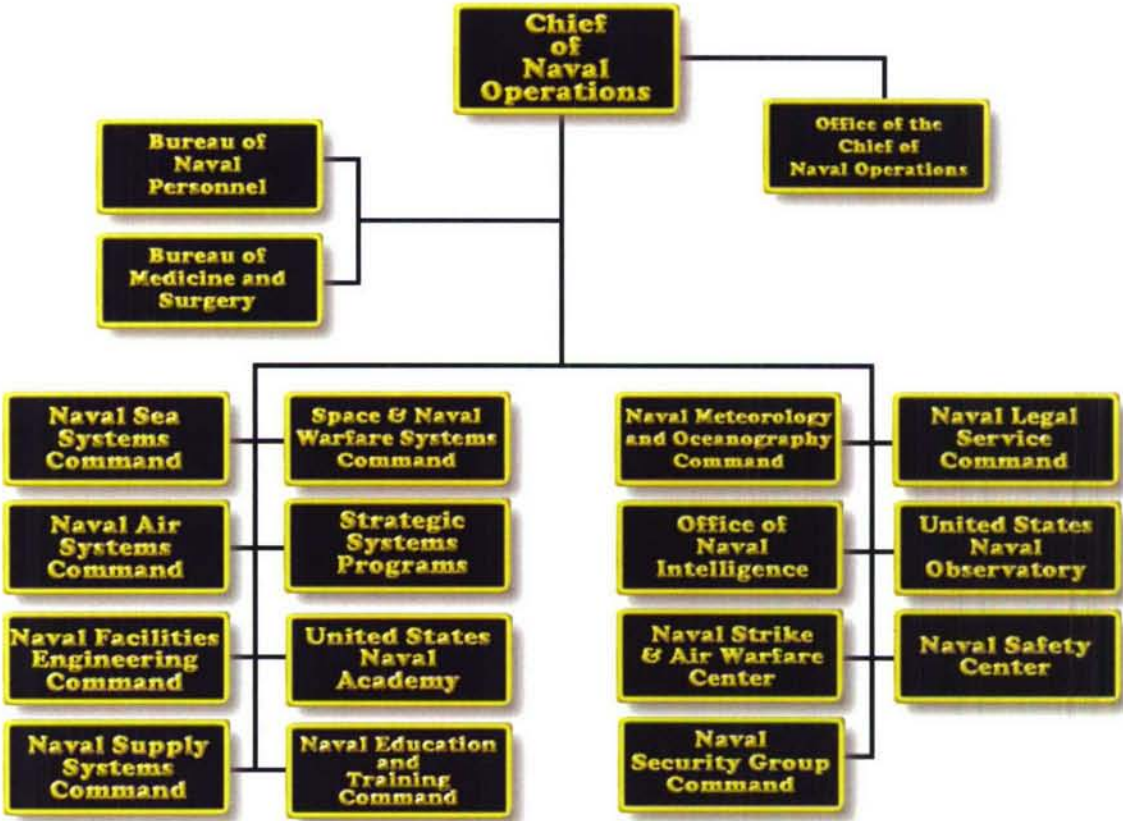 Chief
of
Naval
Operations
Office of the
Chief of
Naval Operations
Bureau of
Naval
Personnel
Bureau of
Medicine and
Surgery
Naval Sea
Systems
Command
Space & Naval
Warfare Systems
Command
Naval Meteorology
and Oceanography
Command
Naval Legal
Service
Command
Naval Air
Systems
Command
Strategic
Systems
Programs
Office of
Naval
Intelligence
United States
Naval
Observatory
Naval Facilities
Engineering
Command
United States
Naval
Academy
Naval Strike
& Air Warfare
Center
Naval Safety
Center
Naval Supply
Systems
Command
Naval Education
and
Training
Command
Naval
Security Group
Command